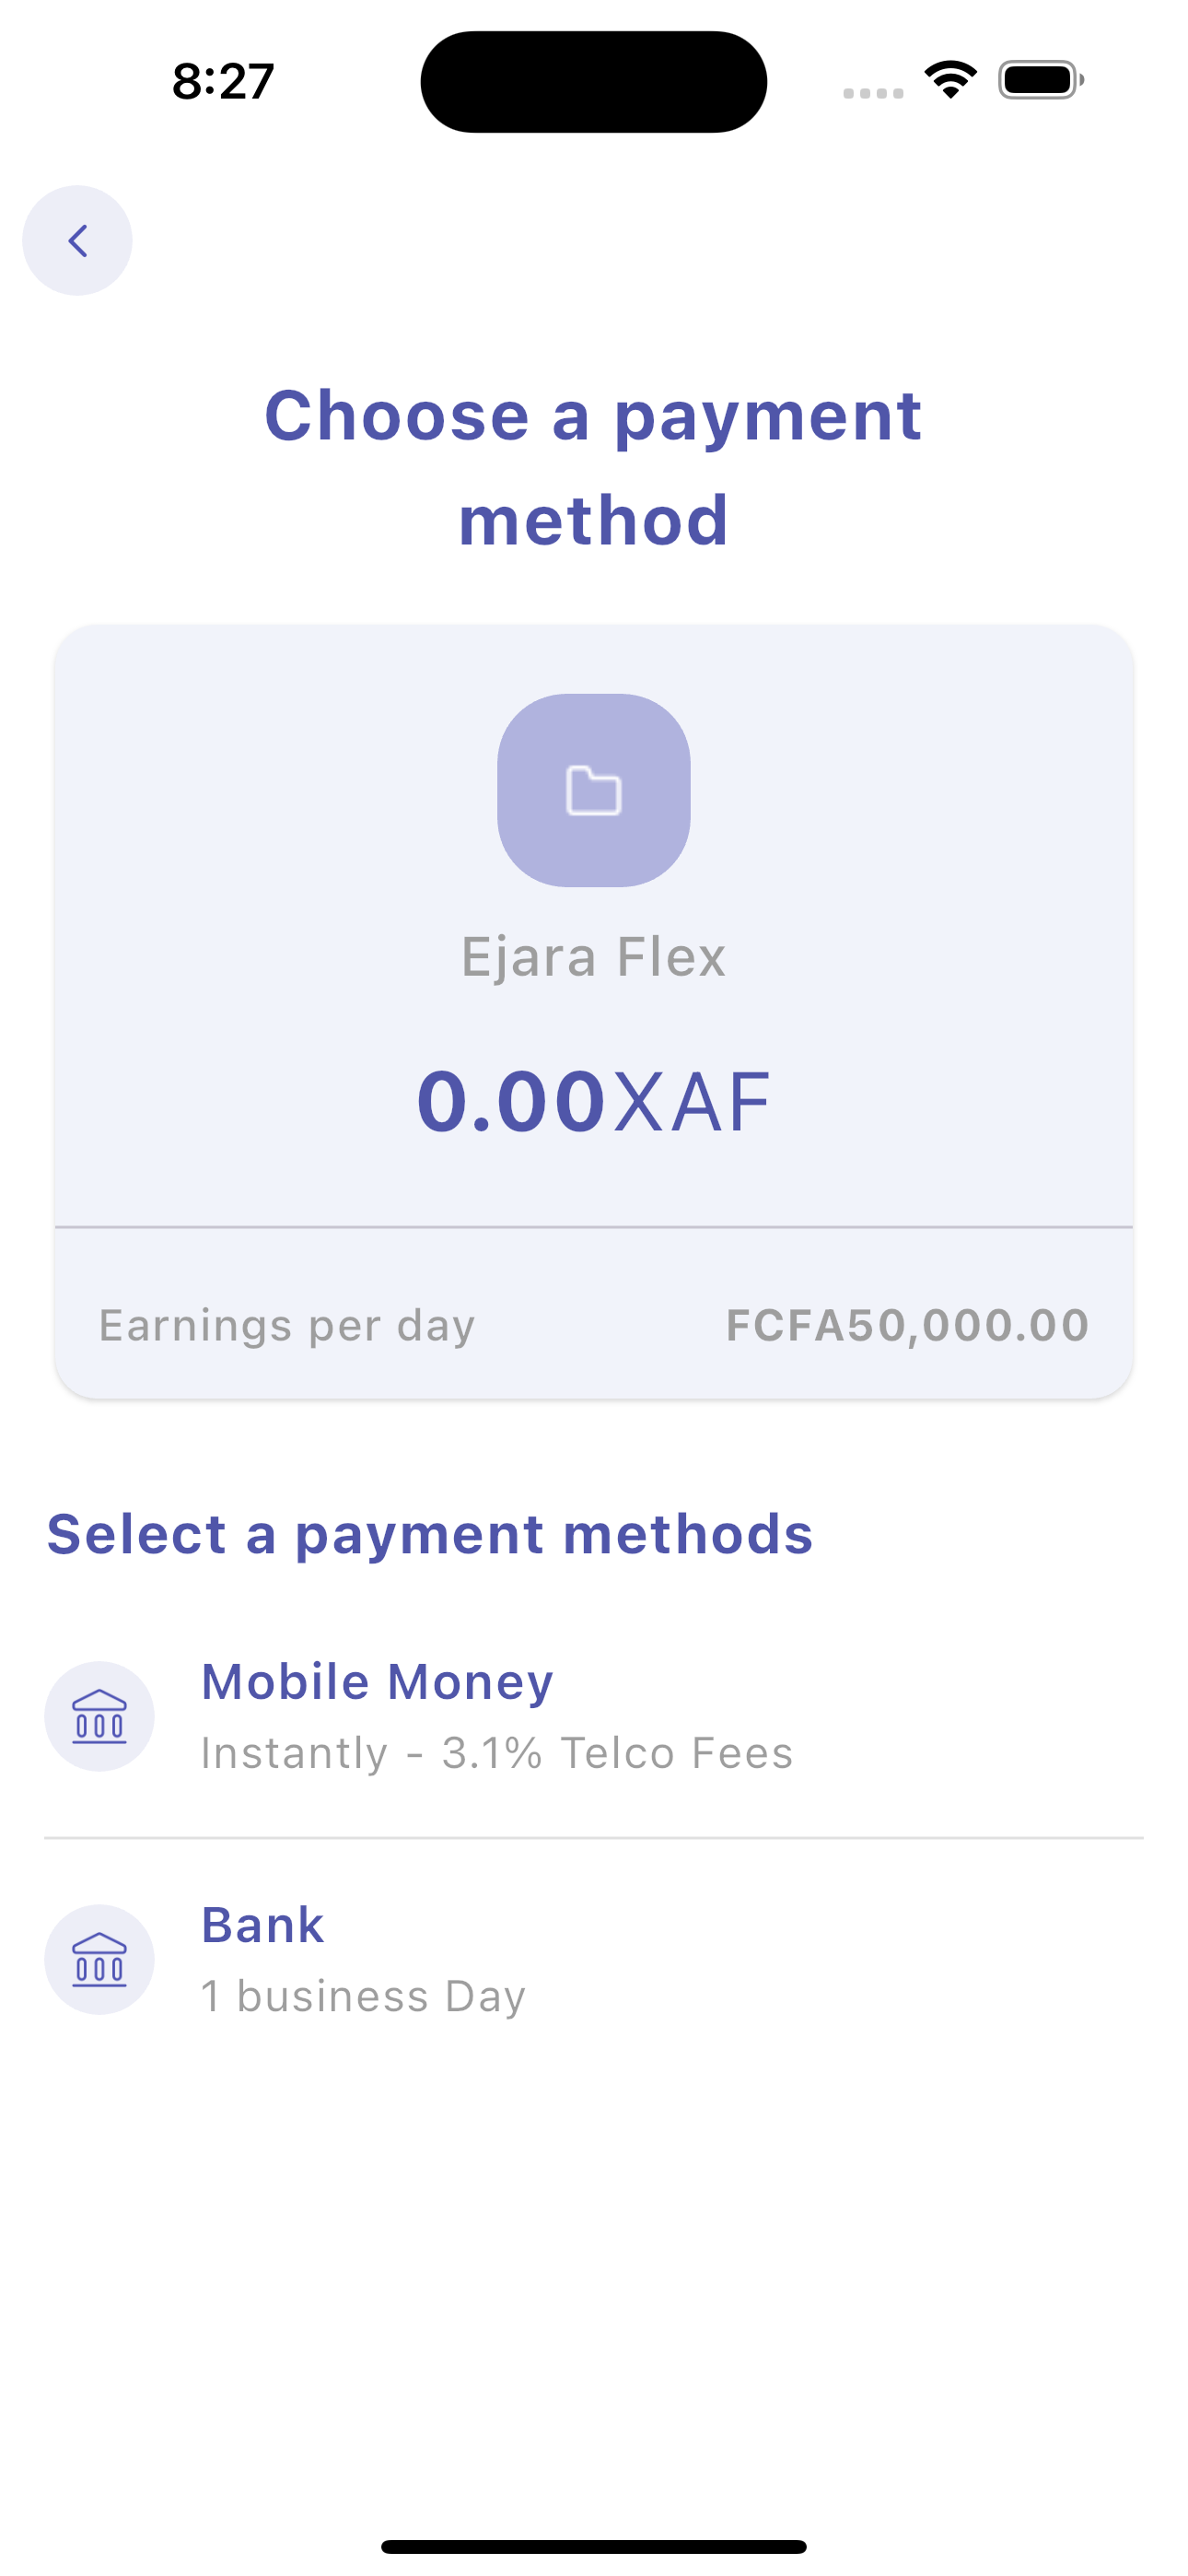 8:27
Choose a payment
method
Ejara Flex
0.00XAF
Earnings per day FCFA50,000.00
Select a payment methods
Mobile Money
Instantly - 3.1% Telco Fees
Bank
1 business Day